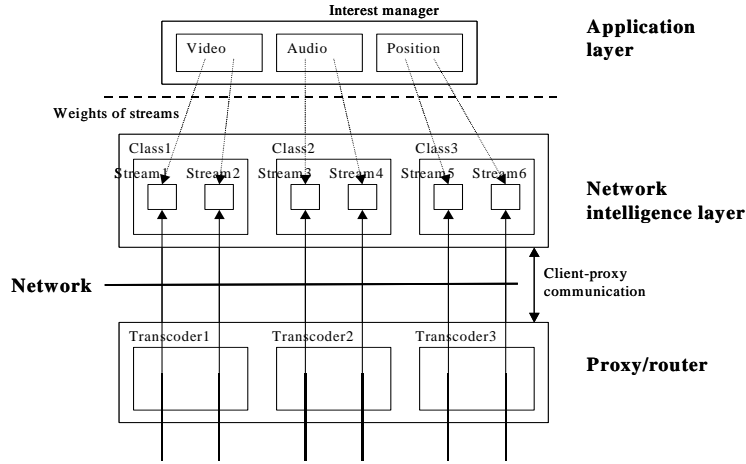 Interest manager
Application
layer
Video
Audio
Position
Weights of streams
Class1
Class2
Class3
Stream1
Stream2
Stream3
Stream4
Stream5
Stream6
Network
intelligence layer
Client-proxy
communication
Network
Transcoder1
Transcoder2
Transcoder3
Proxy/router